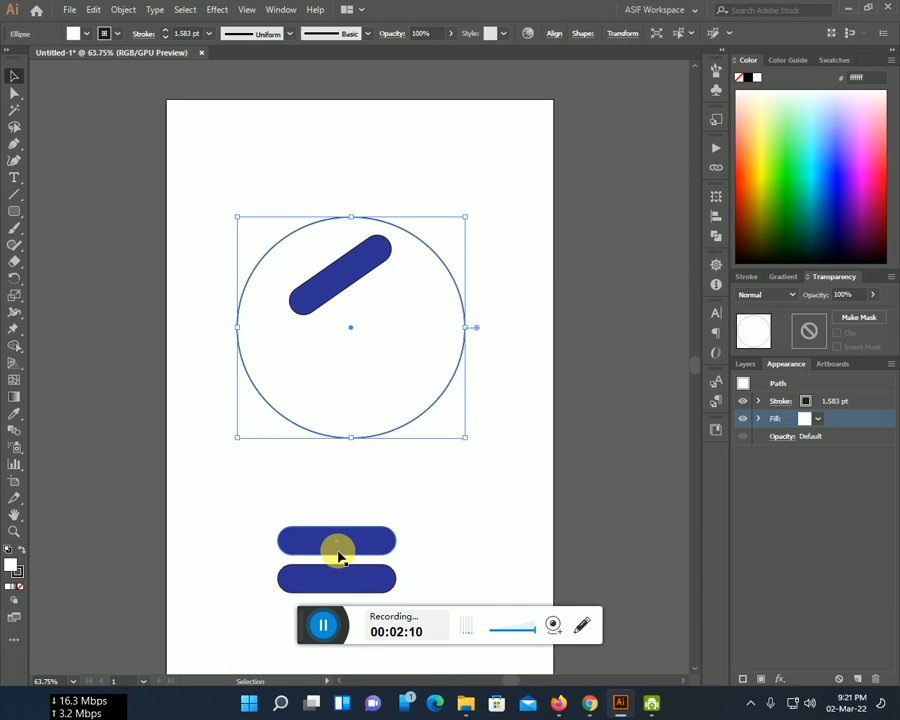 Ai File Edit Object Type Select Effect View Window Help ASIF Workspace Search Adobe Stock
Ellipse Stroke: 1.583 pt Uniform Basic Opacity: 100% Style: Align Shape: Transform
Untitled-1* @ 63.75% (RGB/GPU Preview) ×
Color Color Guide Swatches
# ffffff
Stroke Gradient Transparency
Normal Opacity: 100%
Make Mask
Clip
Invert Mask
Layers Appearance Artboards
Path
Stroke: 1.583 pt
Fill:
Opacity: Default
fx.
Recording...
00:02:10
63.75% 1 Selection
16.3 Mbps
3.2 Mbps
1
Ai
9:21 PM
02-Mar-22